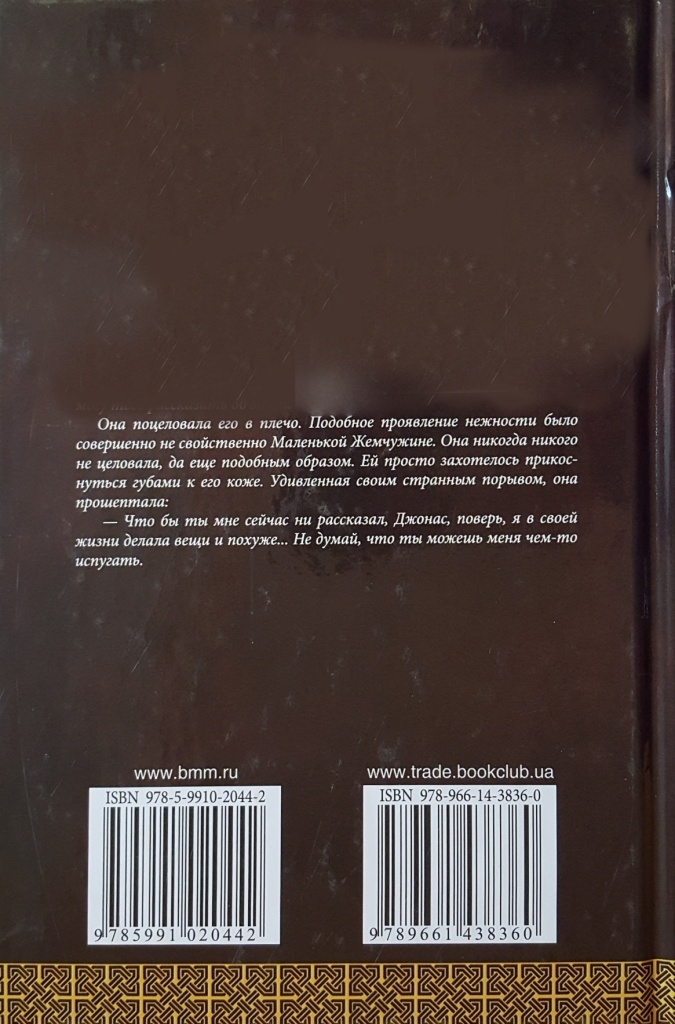 Она поцеловала его в плечо. Подобное проявление нежности было
совершенно не свойственно Маленькой Жемчужине. Она никогда никого
не целовала, да еще подобным образом. Ей просто захотелось прикос-
нуться губами к его коже. Удивленная своим странным порывом, она
прошептала:
— Что бы ты мне сейчас ни рассказал, Джонас, поверь, я в своей
жизни делала вещи и похуже... Не думай, что ты можешь меня чем-то
испугать.
www.bmm.ru
www.trade.bookclub.ua
ISBN 978-5-9910-2044-2
ISBN 978-966-14-3836-0
9 785991 020442
9 789661 438360